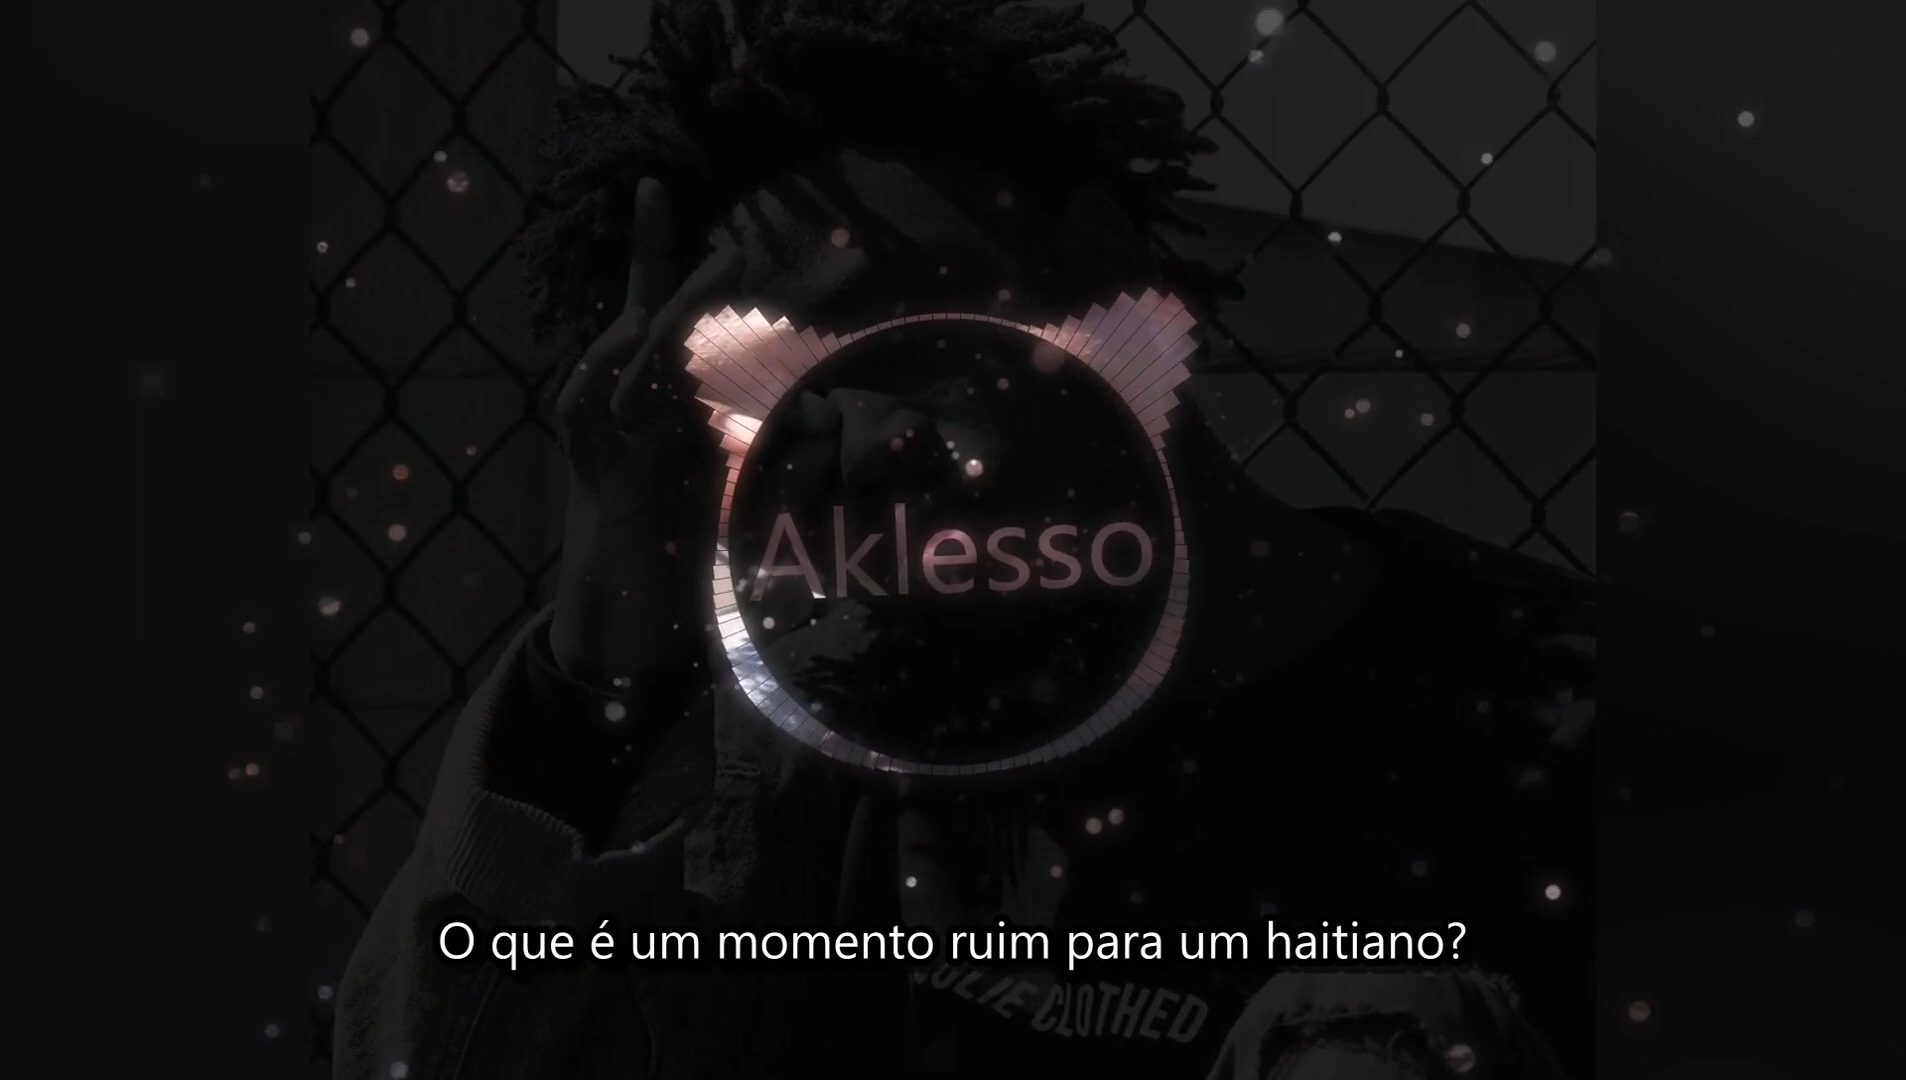 Aklesso
O que é um momento ruim para um haitiano?
CLOTHED